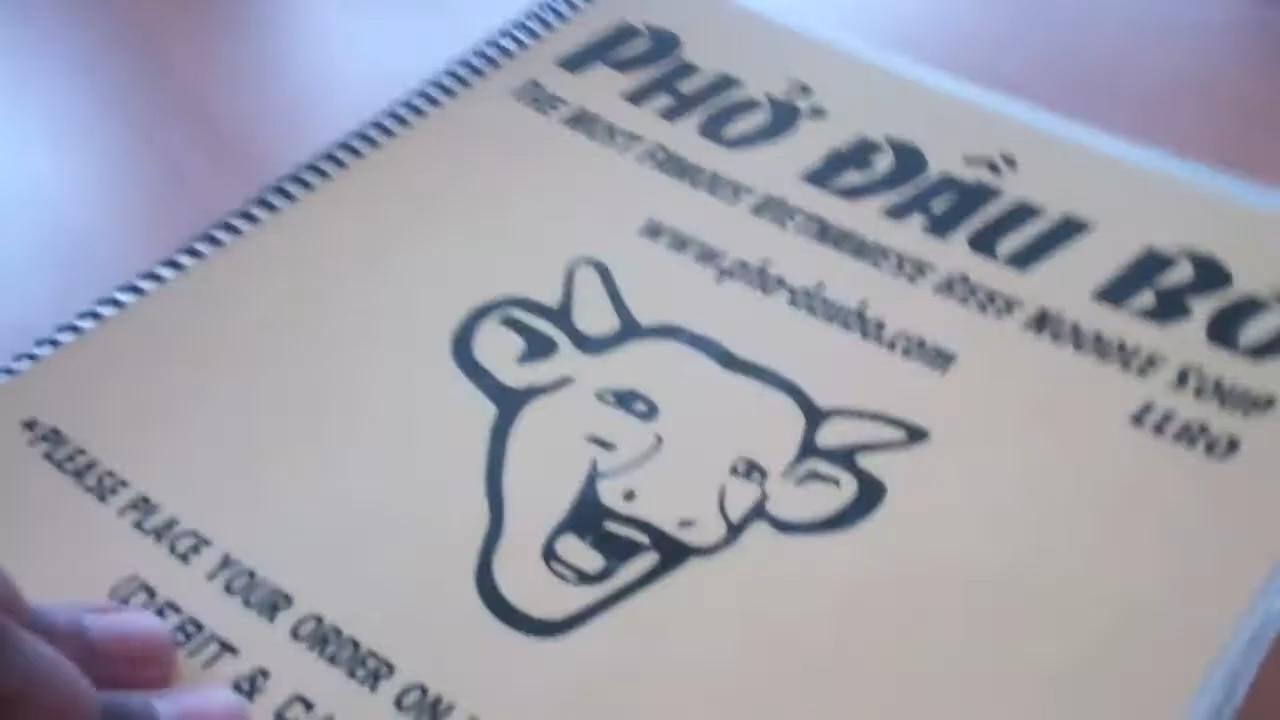 PHỞ ĐẦU BÒ
THE MOST FAMOUS VIETNAMESE BEEF NOODLE SOUP
www.pho-daubo.com
*PLEASE PLACE YOUR ORDER ON
(DEBIT &